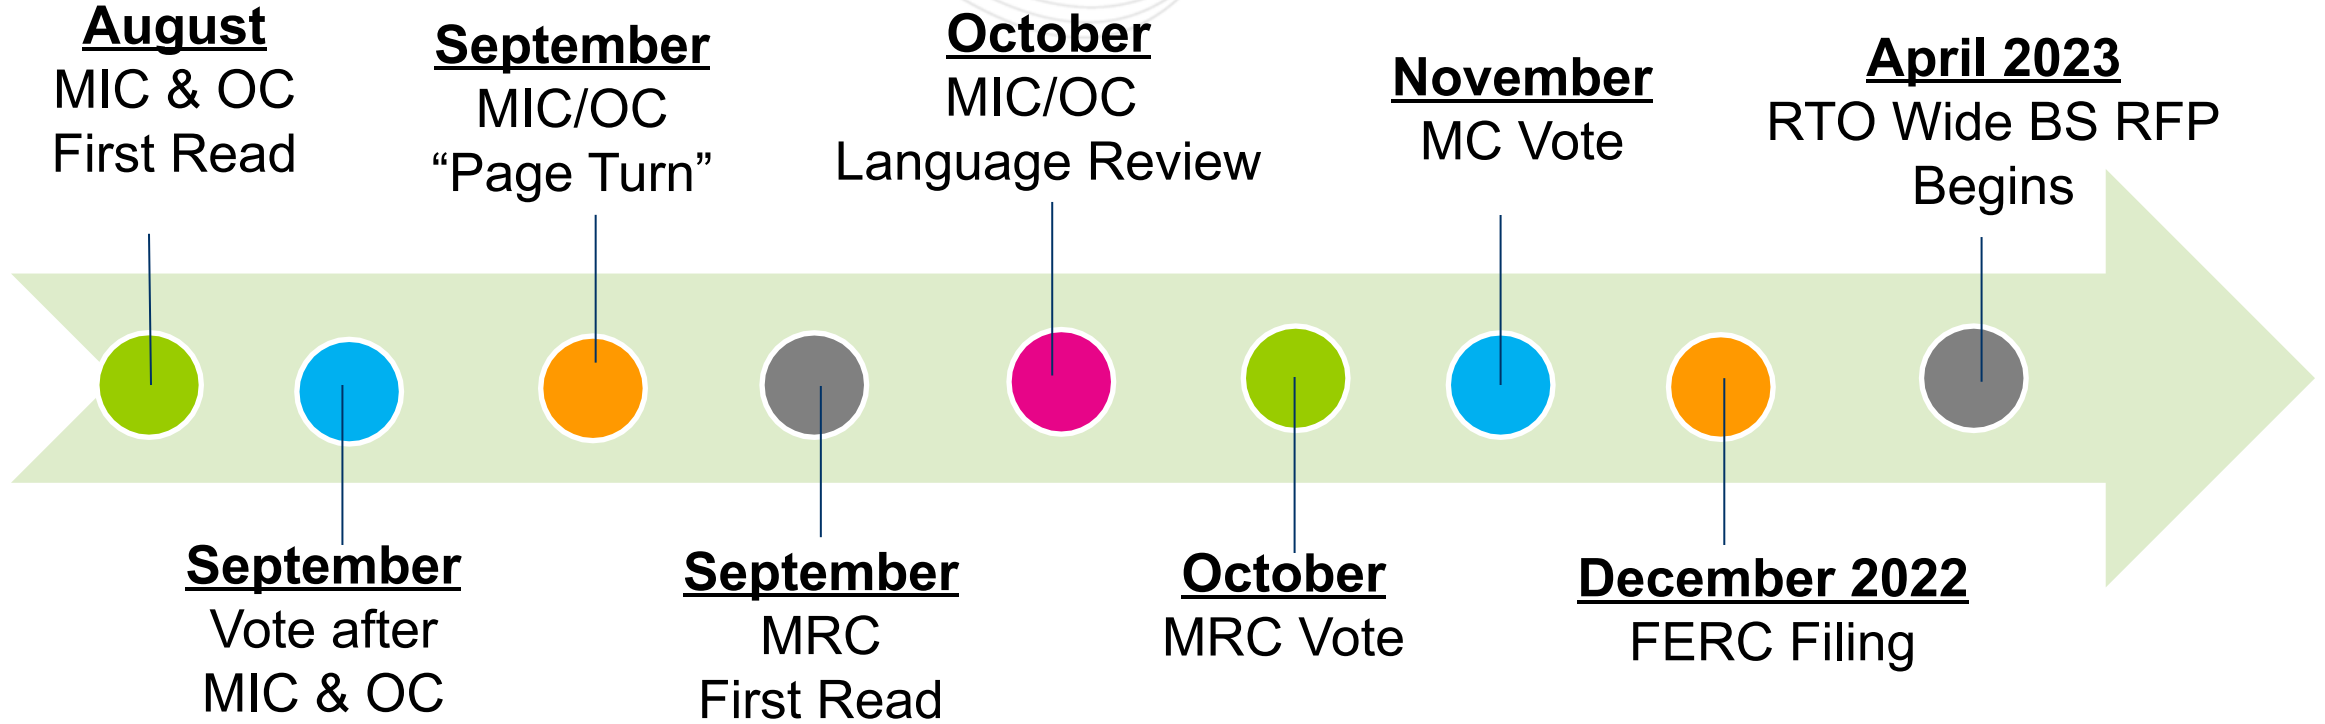 August
MIC & OC
First Read
September
Vote after
MIC & OC
September
MIC/OC
“Page Turn”
September
MRC
First Read
October
MIC/OC
Language Review
October
MRC Vote
November
MC Vote
December 2022
FERC Filing
April 2023
RTO Wide BS RFP
Begins